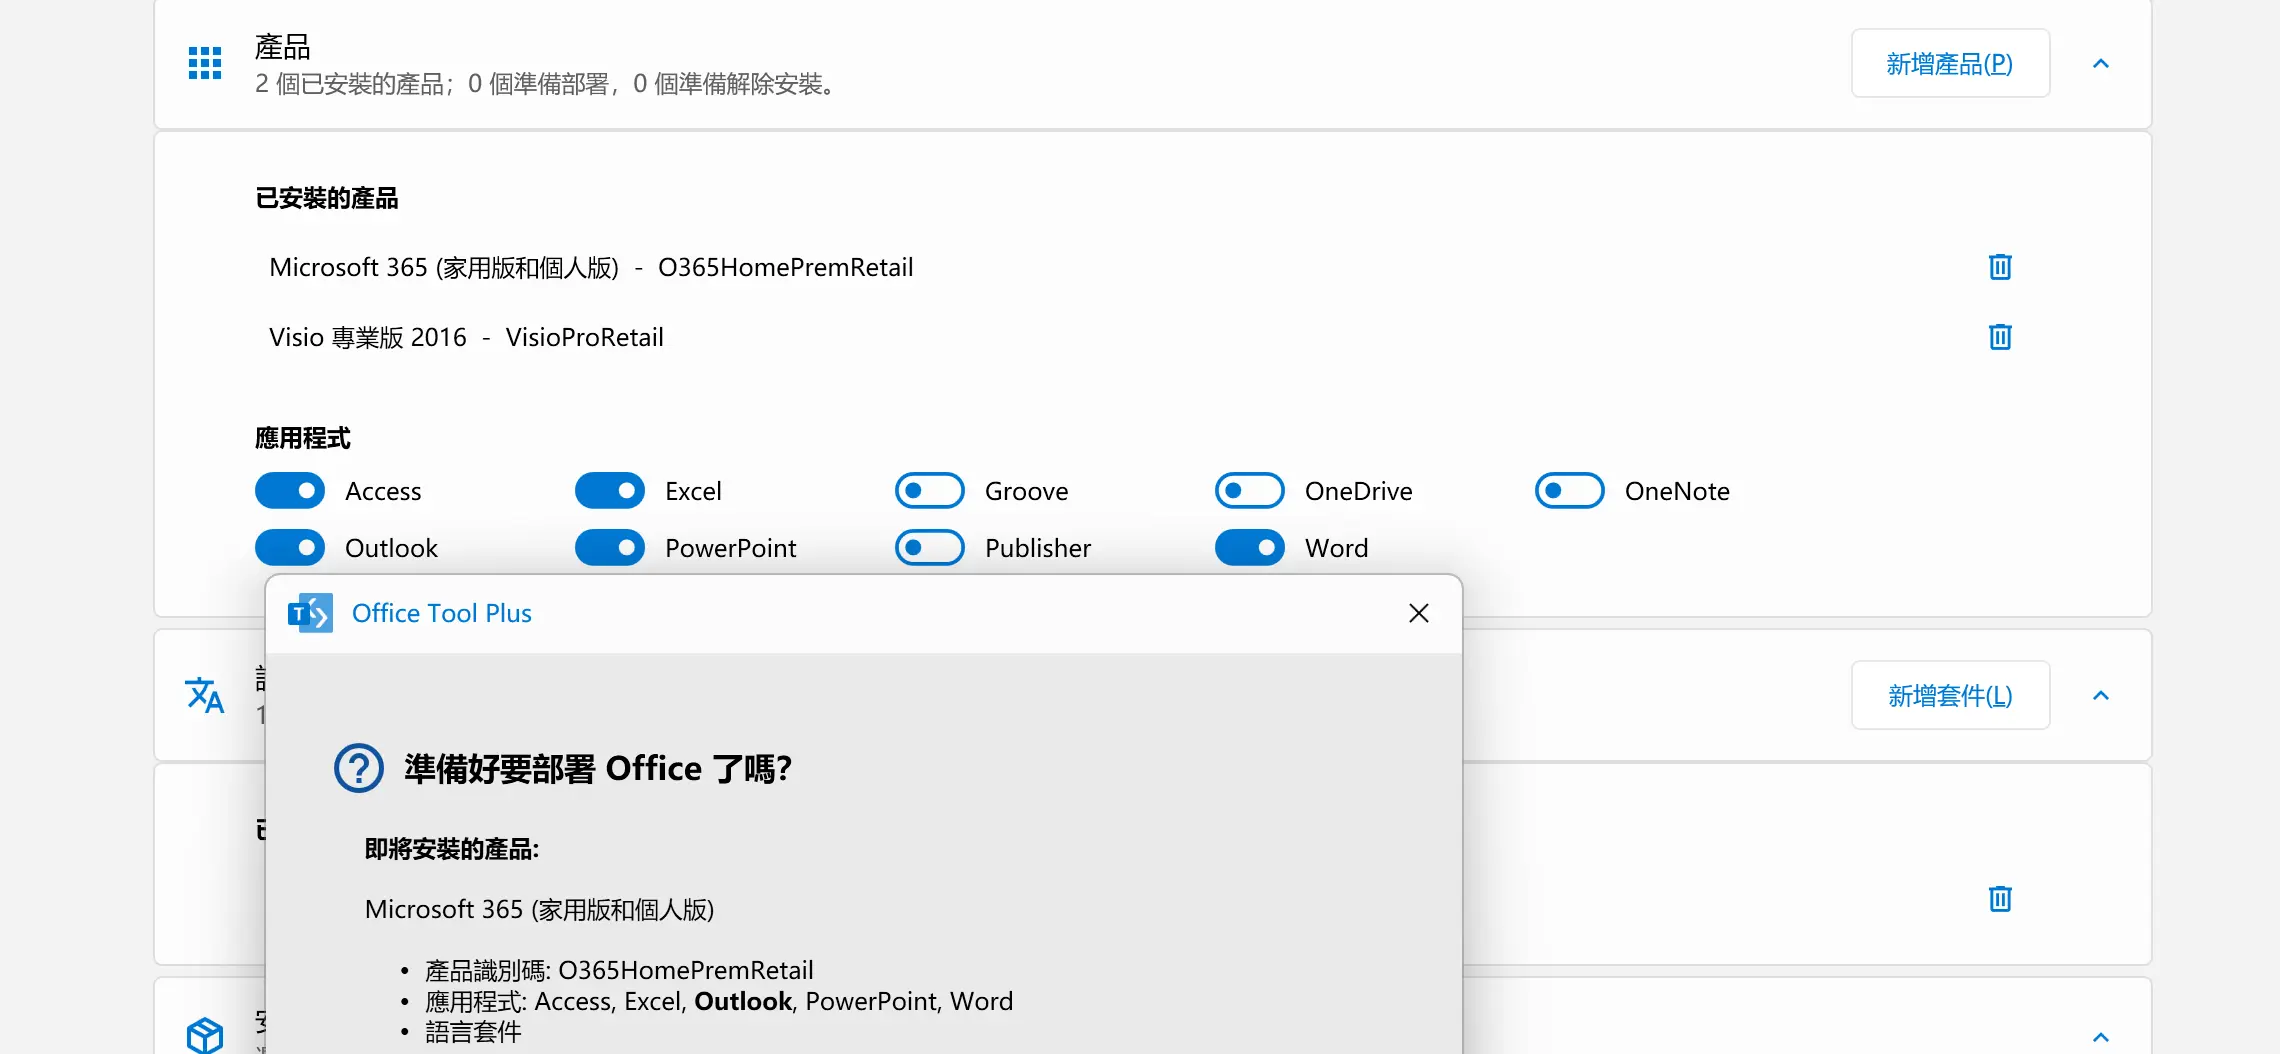 產品
2 個已安裝的產品；0 個準備部署，0 個準備解除安裝。
新增產品(P)
已安裝的產品
Microsoft 365 (家用版和個人版) - O365HomePremRetail
Visio 專業版 2016 - VisioProRetail
應用程式
Access Excel Groove OneDrive OneNote
Outlook PowerPoint Publisher Word
Office Tool Plus
新增套件(L)
準備好要部署 Office 了嗎?
即將安裝的產品:
Microsoft 365 (家用版和個人版)
• 產品識別碼: O365HomePremRetail
• 應用程式: Access, Excel, Outlook, PowerPoint, Word
• 語言套件